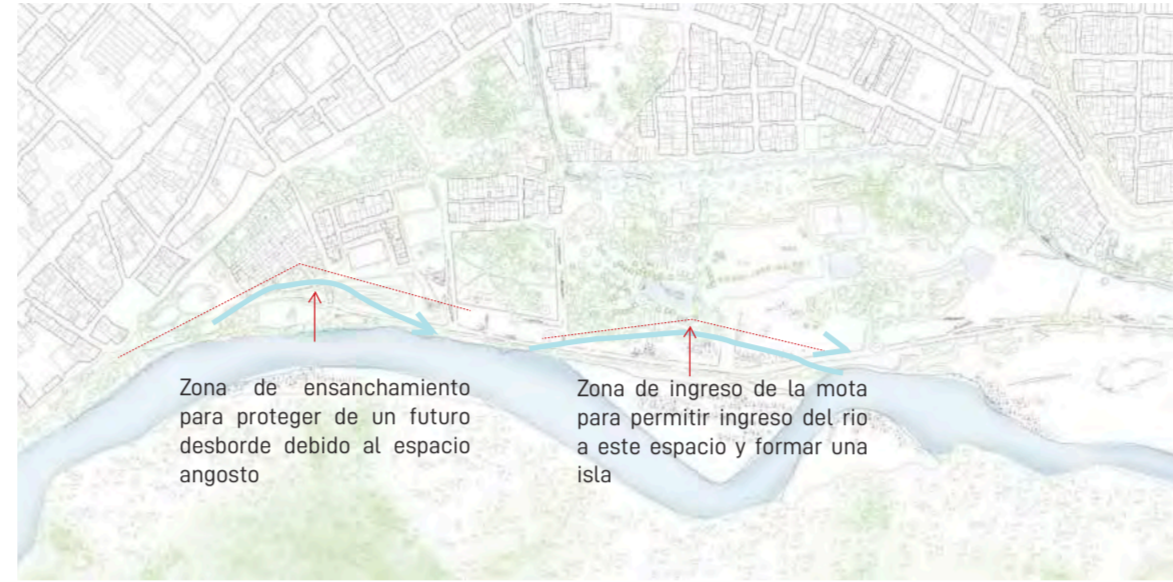 Zona de ensanchamiento
para proteger de un futuro
desborde debido al espacio
angosto
Zona de ingreso de la mota
para permitir ingreso del rio
a este espacio y formar una
isla